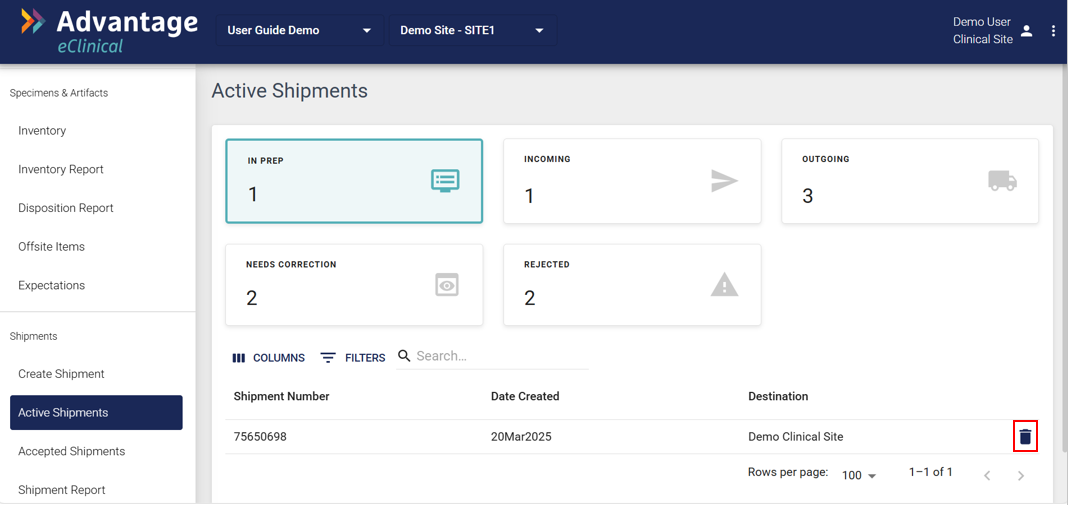 Advantage
eClinical
User Guide Demo
Demo Site - SITE1
Demo User
Clinical Site
Specimens & Artifacts
Inventory
Inventory Report
Disposition Report
Offsite Items
Expectations
Shipments
Create Shipment
Active Shipments
Accepted Shipments
Shipment Report
Active Shipments
IN PREP
1
INCOMING
1
OUTGOING
3
NEEDS CORRECTION
2
REJECTED
2
COLUMNS FILTERS Search...
Shipment Number Date Created Destination
75650698 20Mar2025 Demo Clinical Site
Rows per page: 100 1–1 of 1